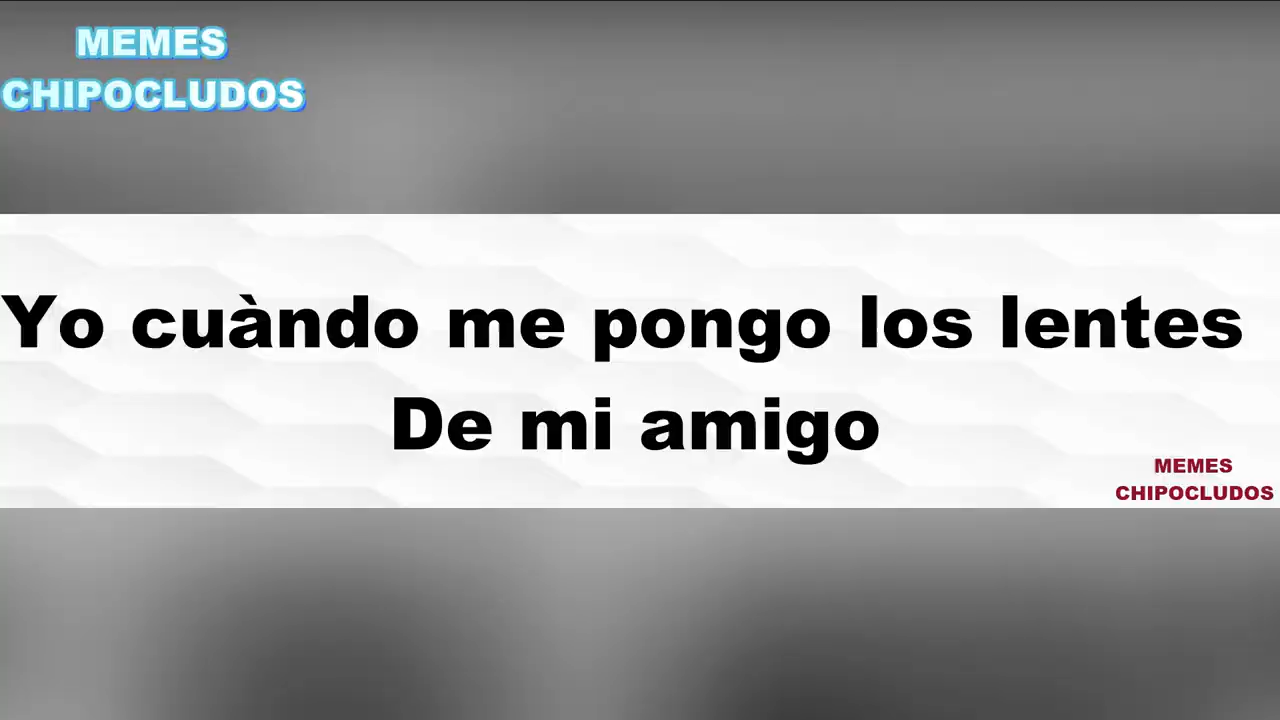 MEMES
CHIPOCLUDOS
Yo cuàndo me pongo los lentes
De mi amigo
MEMES
CHIPOCLUDOS